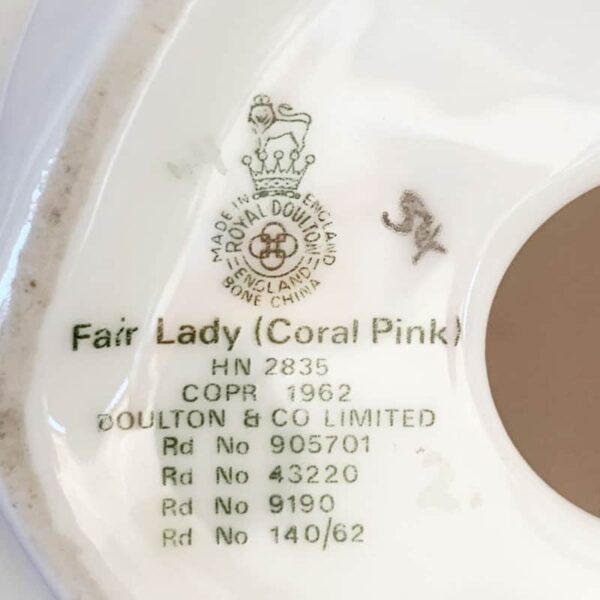 MADE IN ENGLAND
ROYAL DOULTON
ENGLAND
BONE CHINA
Fair Lady (Coral Pink)
HN 2835
COPR 1962
DOULTON & CO LIMITED
Rd No 905701
Rd No 43220
Rd No 9190
Rd No 140/62
2.